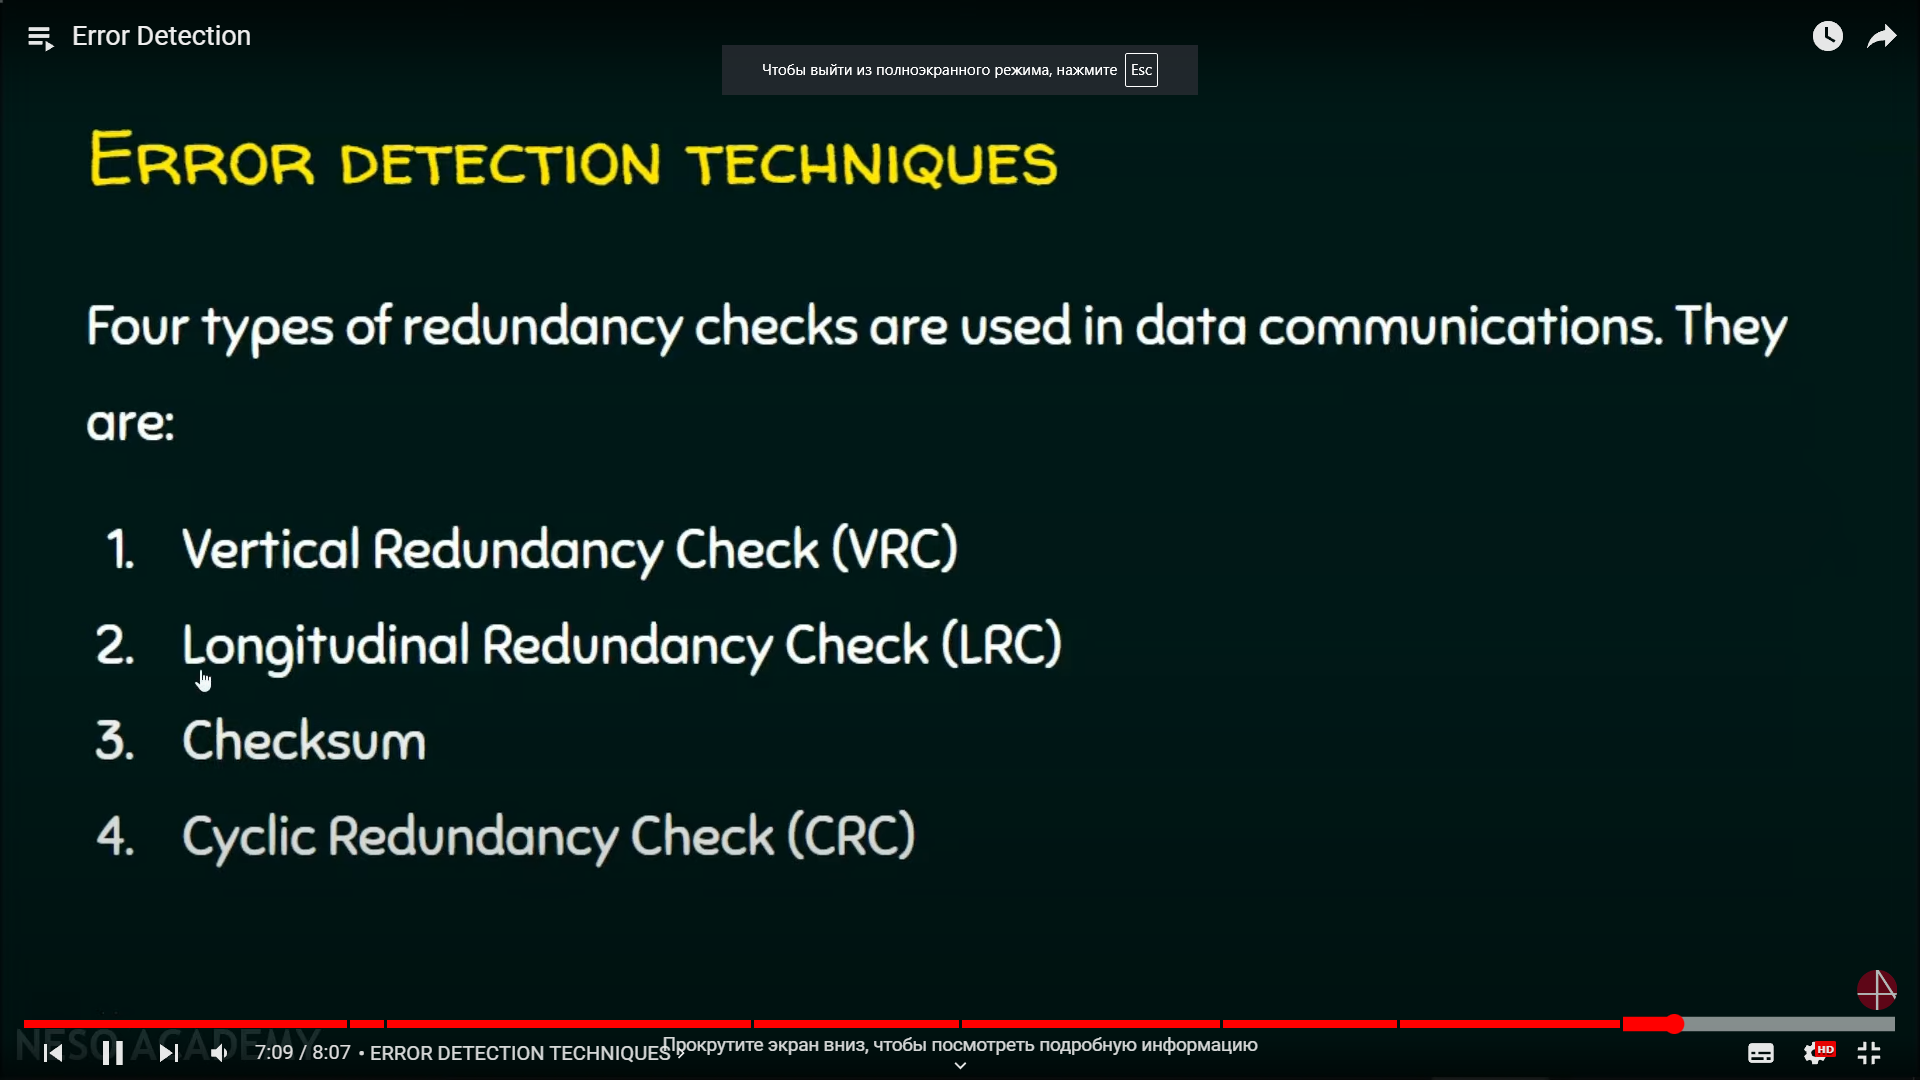 Error Detection
Чтобы выйти из полноэкранного режима, нажмите Esc
ERROR DETECTION TECHNIQUES
Four types of redundancy checks are used in data communications. They
are:
1. Vertical Redundancy Check (VRC)
2. Longitudinal Redundancy Check (LRC)
3. Checksum
4. Cyclic Redundancy Check (CRC)
NESO ACADEMY
7:09 / 8:07 • ERROR DETECTION TECHNIQUES
Прокрутите экран вниз, чтобы посмотреть подробную информацию
HD